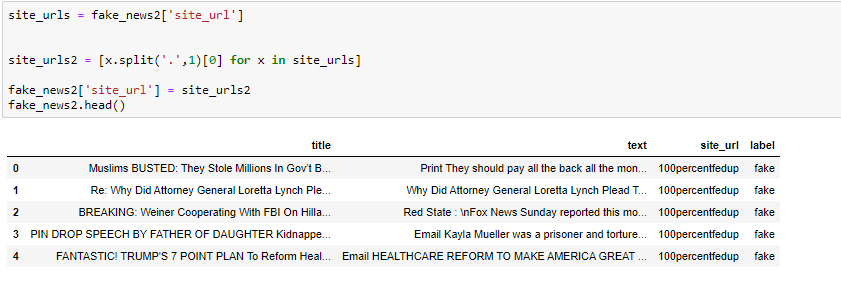 site_urls = fake_news2['site_url']
site_urls2 = [x.split('.',1)[0] for x in site_urls]
fake_news2['site_url'] = site_urls2
fake_news2.head()
title text site_url label
0 Muslims BUSTED: They Stole Millions In Gov't B... Print They should pay all the back all the mon... 100percentfedup fake
1 Re: Why Did Attorney General Loretta Lynch Ple... Why Did Attorney General Loretta Lynch Plead T... 100percentfedup fake
2 BREAKING: Weiner Cooperating With FBI On Hilla... Red State : \nFox News Sunday reported this mo... 100percentfedup fake
3 PIN DROP SPEECH BY FATHER OF DAUGHTER Kidnappe... Email Kayla Mueller was a prisoner and torture... 100percentfedup fake
4 FANTASTIC! TRUMP'S 7 POINT PLAN To Reform Heal... Email HEALTHCARE REFORM TO MAKE AMERICA GREAT ... 100percentfedup fake